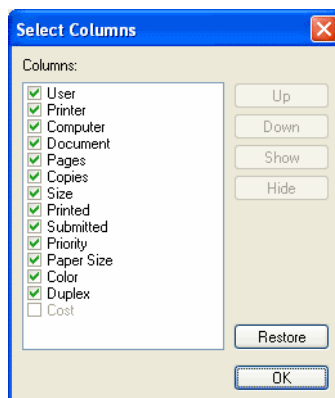 Select Columns
Columns:
User
Printer
Computer
Document
Pages
Copies
Size
Printed
Submitted
Priority
Paper Size
Color
Duplex
Cost
Up
Down
Show
Hide
Restore
OK